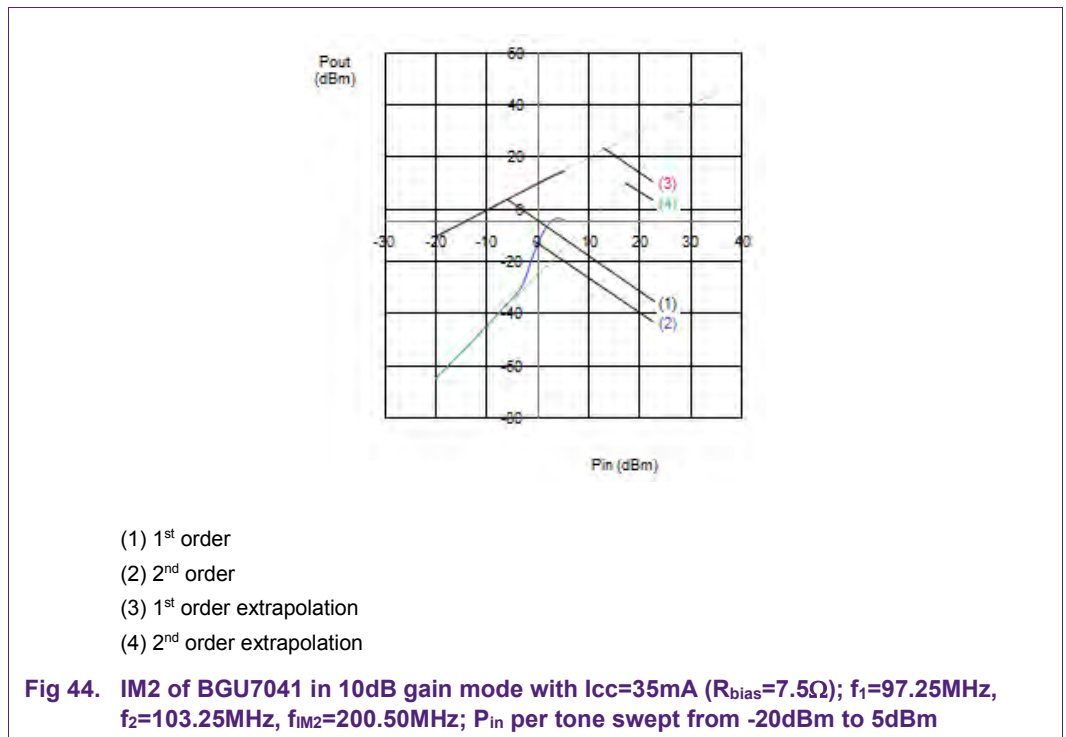 Pout
(dBm)
60
40
20
(3)
(4)
0
-30 -20 -10 0 10 20 30 40
-20
(1)
-40
(2)
-60
-80
Pin (dBm)
(1) 1st order
(2) 2nd order
(3) 1st order extrapolation
(4) 2nd order extrapolation
Fig 44. IM2 of BGU7041 in 10dB gain mode with Icc=35mA (Rbias=7.5Ω); f1=97.25MHz,
f2=103.25MHz, fIM2=200.50MHz; Pin per tone swept from -20dBm to 5dBm